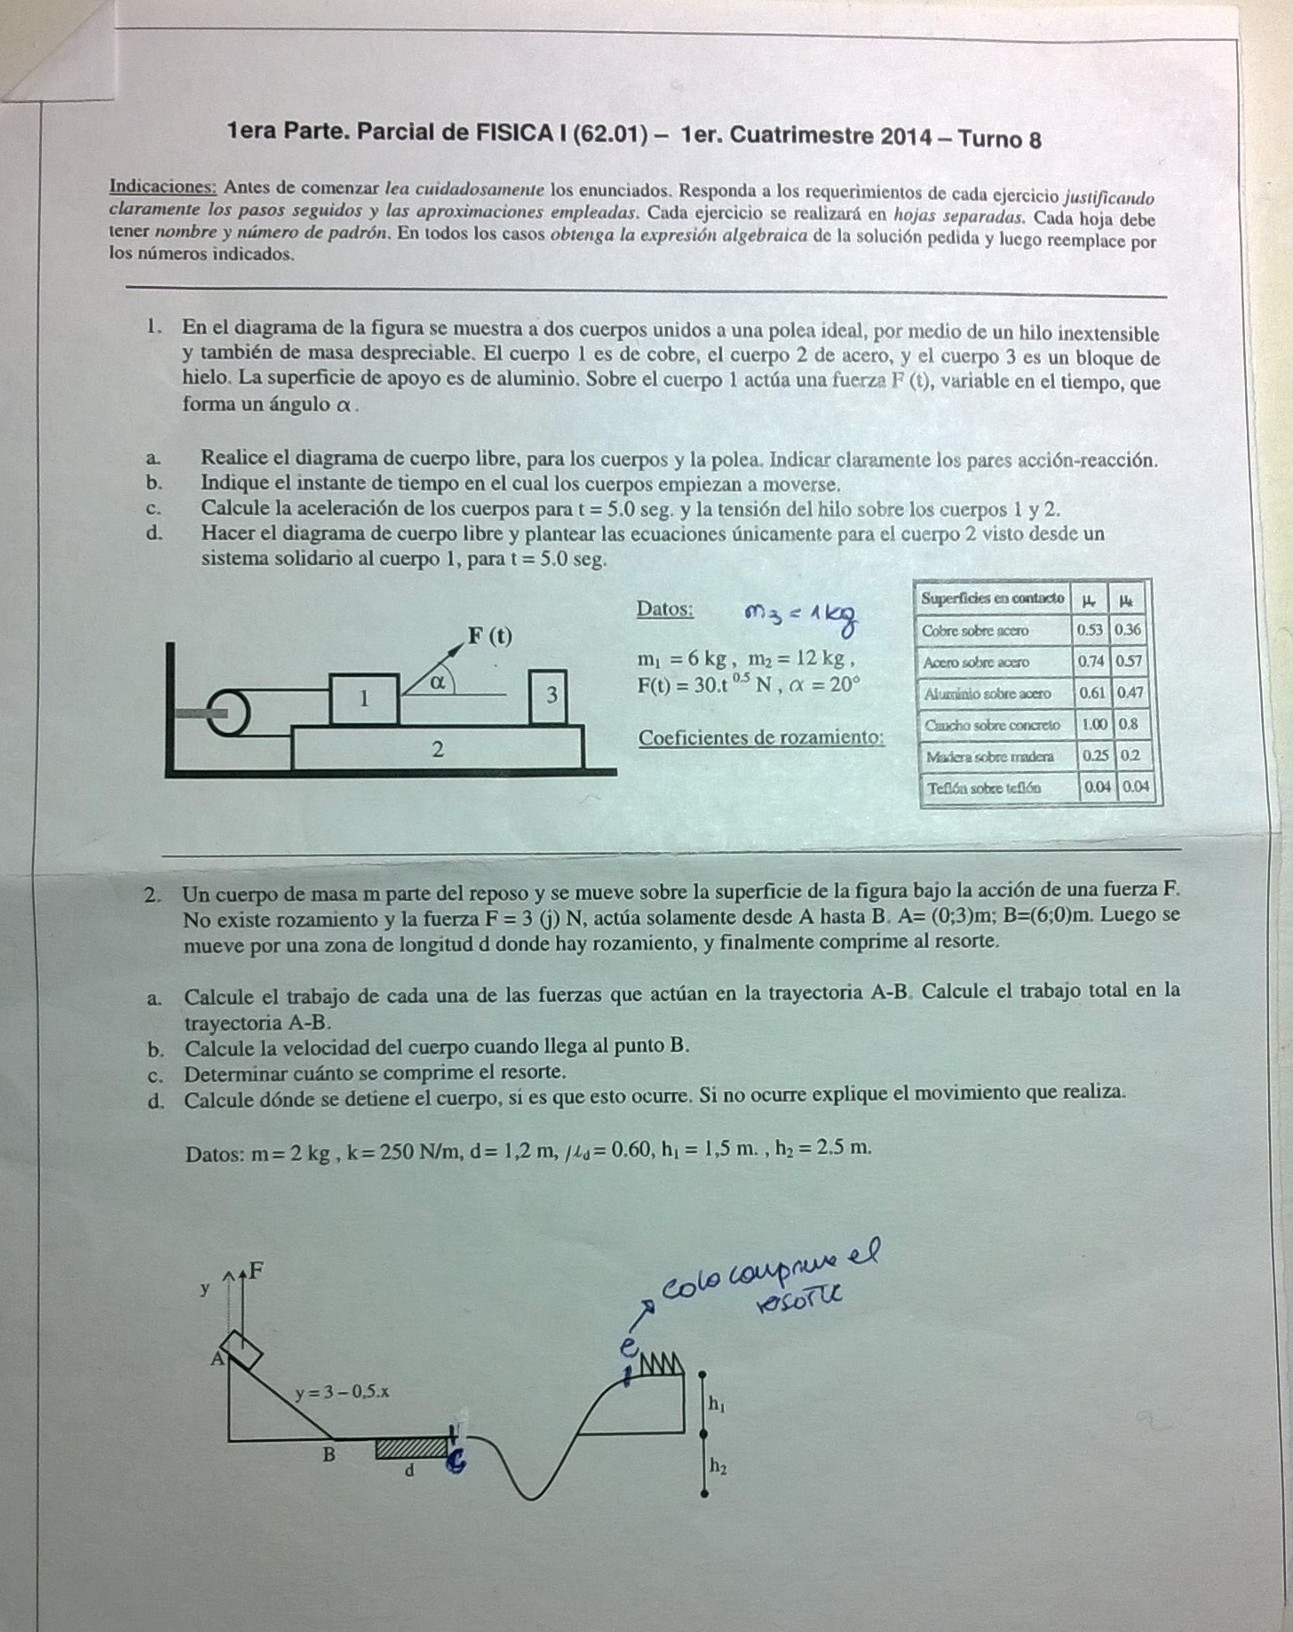 1era Parte. Parcial de FISICA I (62.01) – 1er. Cuatrimestre 2014 – Turno 8
Indicaciones: Antes de comenzar lea cuidadosamente los enunciados. Responda a los requerimientos de cada ejercicio justificando
claramente los pasos seguidos y las aproximaciones empleadas. Cada ejercicio se realizará en hojas separadas. Cada hoja debe
tener nombre y número de padrón. En todos los casos obtenga la expresión algebraica de la solución pedida y luego reemplace por
los números indicados.
1. En el diagrama de la figura se muestra a dos cuerpos unidos a una polea ideal, por medio de un hilo inextensible
y también de masa despreciable. El cuerpo 1 es de cobre, el cuerpo 2 de acero, y el cuerpo 3 es un bloque de
hielo. La superficie de apoyo es de aluminio. Sobre el cuerpo 1 actúa una fuerza F (t), variable en el tiempo, que
forma un ángulo α.
a. Realice el diagrama de cuerpo libre, para los cuerpos y la polea. Indicar claramente los pares acción-reacción.
b. Indique el instante de tiempo en el cual los cuerpos empiezan a moverse.
c. Calcule la aceleración de los cuerpos para t = 5.0 seg. y la tensión del hilo sobre los cuerpos 1 y 2.
d. Hacer el diagrama de cuerpo libre y plantear las ecuaciones únicamente para el cuerpo 2 visto desde un
sistema solidario al cuerpo 1, para t = 5.0 seg.
F (t)
α
1
3
2
Datos: m3 = 1 kg
m₁ = 6 kg , m₂ = 12 kg ,
F(t) = 30.t ⁰·⁵ N , α = 20°
Coeficientes de rozamiento:
Superficies en contacto
Cobre sobre acero 0.53 0.36
Acero sobre acero 0.74 0.57
Aluminio sobre acero 0.61 0.47
Caucho sobre concreto 1.00 0.8
Madera sobre madera 0.25 0.2
Teflón sobre teflón 0.04 0.04
2. Un cuerpo de masa m parte del reposo y se mueve sobre la superficie de la figura bajo la acción de una fuerza F.
No existe rozamiento y la fuerza F = 3 (j) N, actúa solamente desde A hasta B. A= (0;3)m; B=(6;0)m. Luego se
mueve por una zona de longitud d donde hay rozamiento, y finalmente comprime al resorte.
a. Calcule el trabajo de cada una de las fuerzas que actúan en la trayectoria A-B. Calcule el trabajo total en la
trayectoria A-B.
b. Calcule la velocidad del cuerpo cuando llega al punto B.
c. Determinar cuánto se comprime el resorte.
d. Calcule dónde se detiene el cuerpo, si es que esto ocurre. Si no ocurre explique el movimiento que realiza.
Datos: m = 2 kg , k = 250 N/m, d = 1,2 m, μd = 0.60, h₁ = 1,5 m. , h₂ = 2.5 m.
comprime el
resorte
y
F
A
e
y = 3 – 0,5.x
h₁
B
d
C
h₂